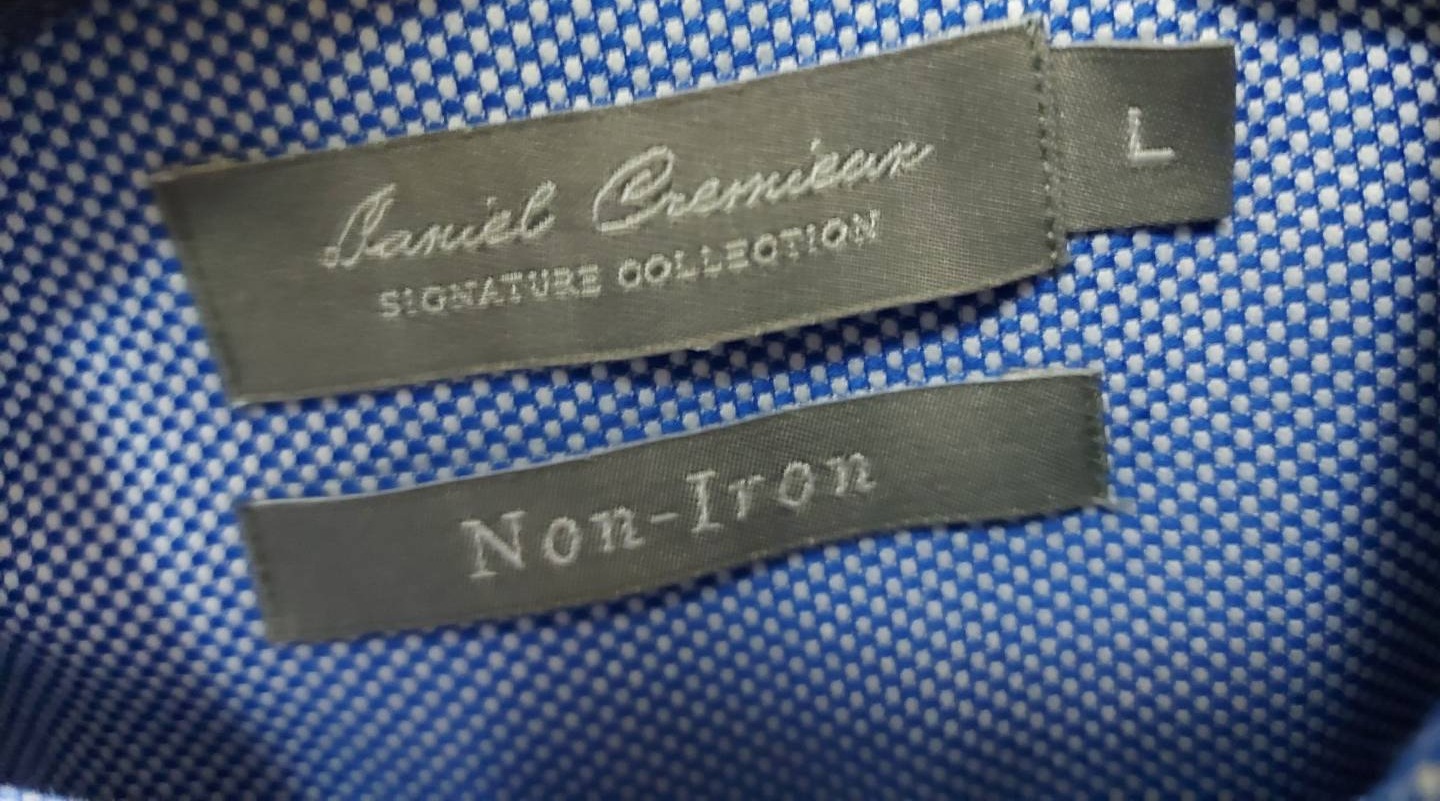 Daniel Cremieux
SIGNATURE COLLECTION
L
Non-Iron